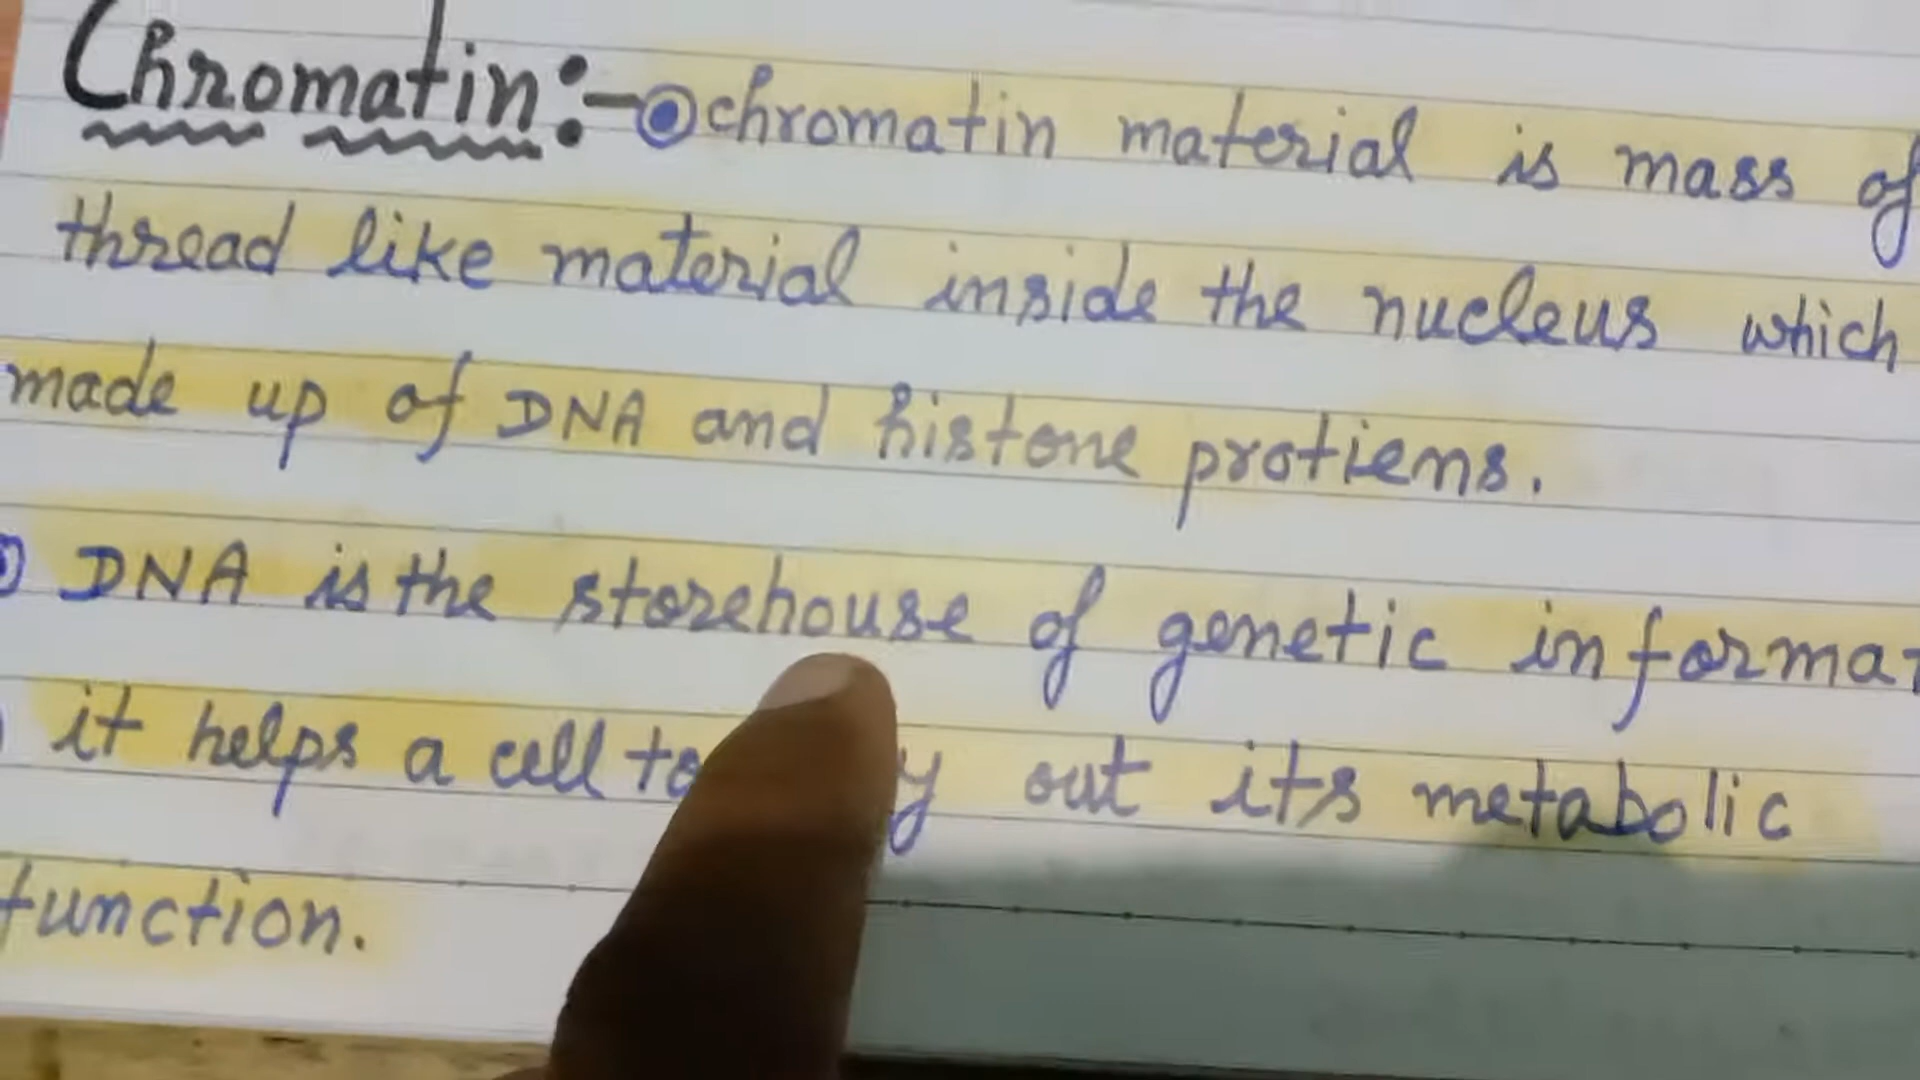 Chromatin:- chromatin material is mass of
thread like material inside the nucleus which
made up of DNA and histone protiens.
DNA is the storehouse of genetic informat
it helps a cell to y out its metabolic
function.